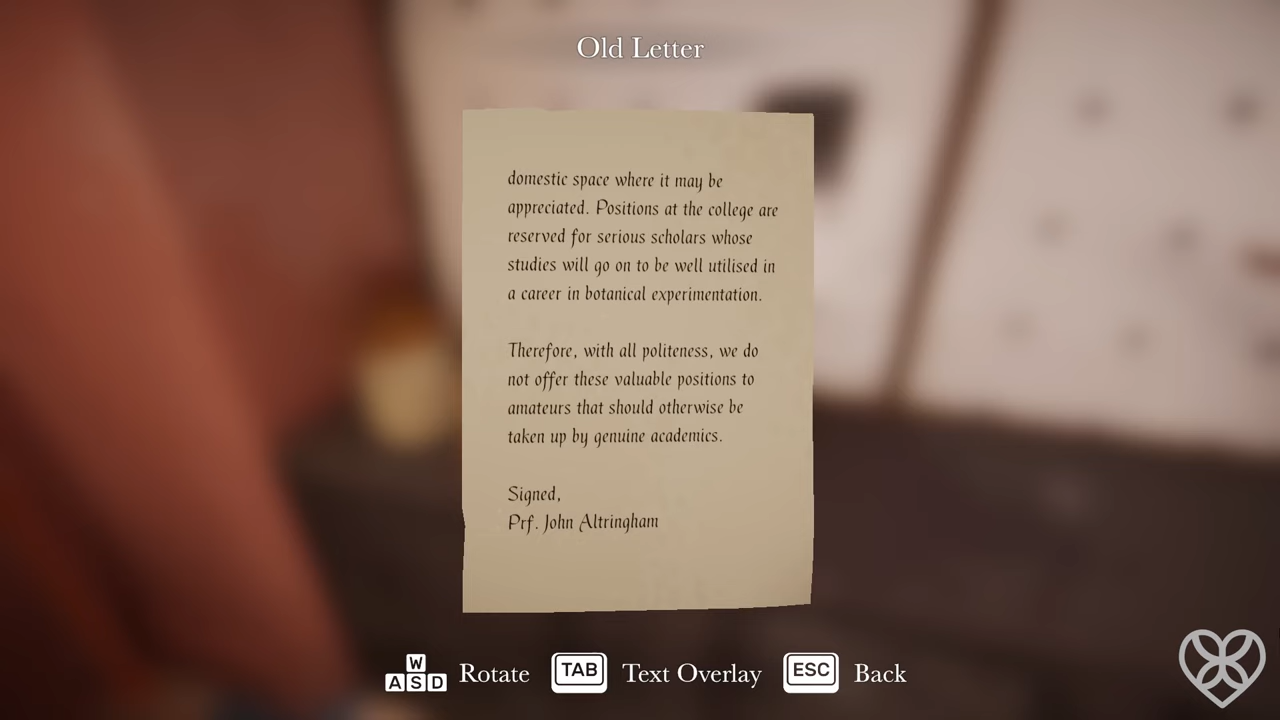 Old Letter
domestic space where it may be
appreciated. Positions at the college are
reserved for serious scholars whose
studies will go on to be well utilised in
a career in botanical experimentation.
Therefore, with all politeness, we do
not offer these valuable positions to
amateurs that should otherwise be
taken up by genuine academics.
Signed,
Prf. John Altringham
W
A S D Rotate TAB Text Overlay ESC Back